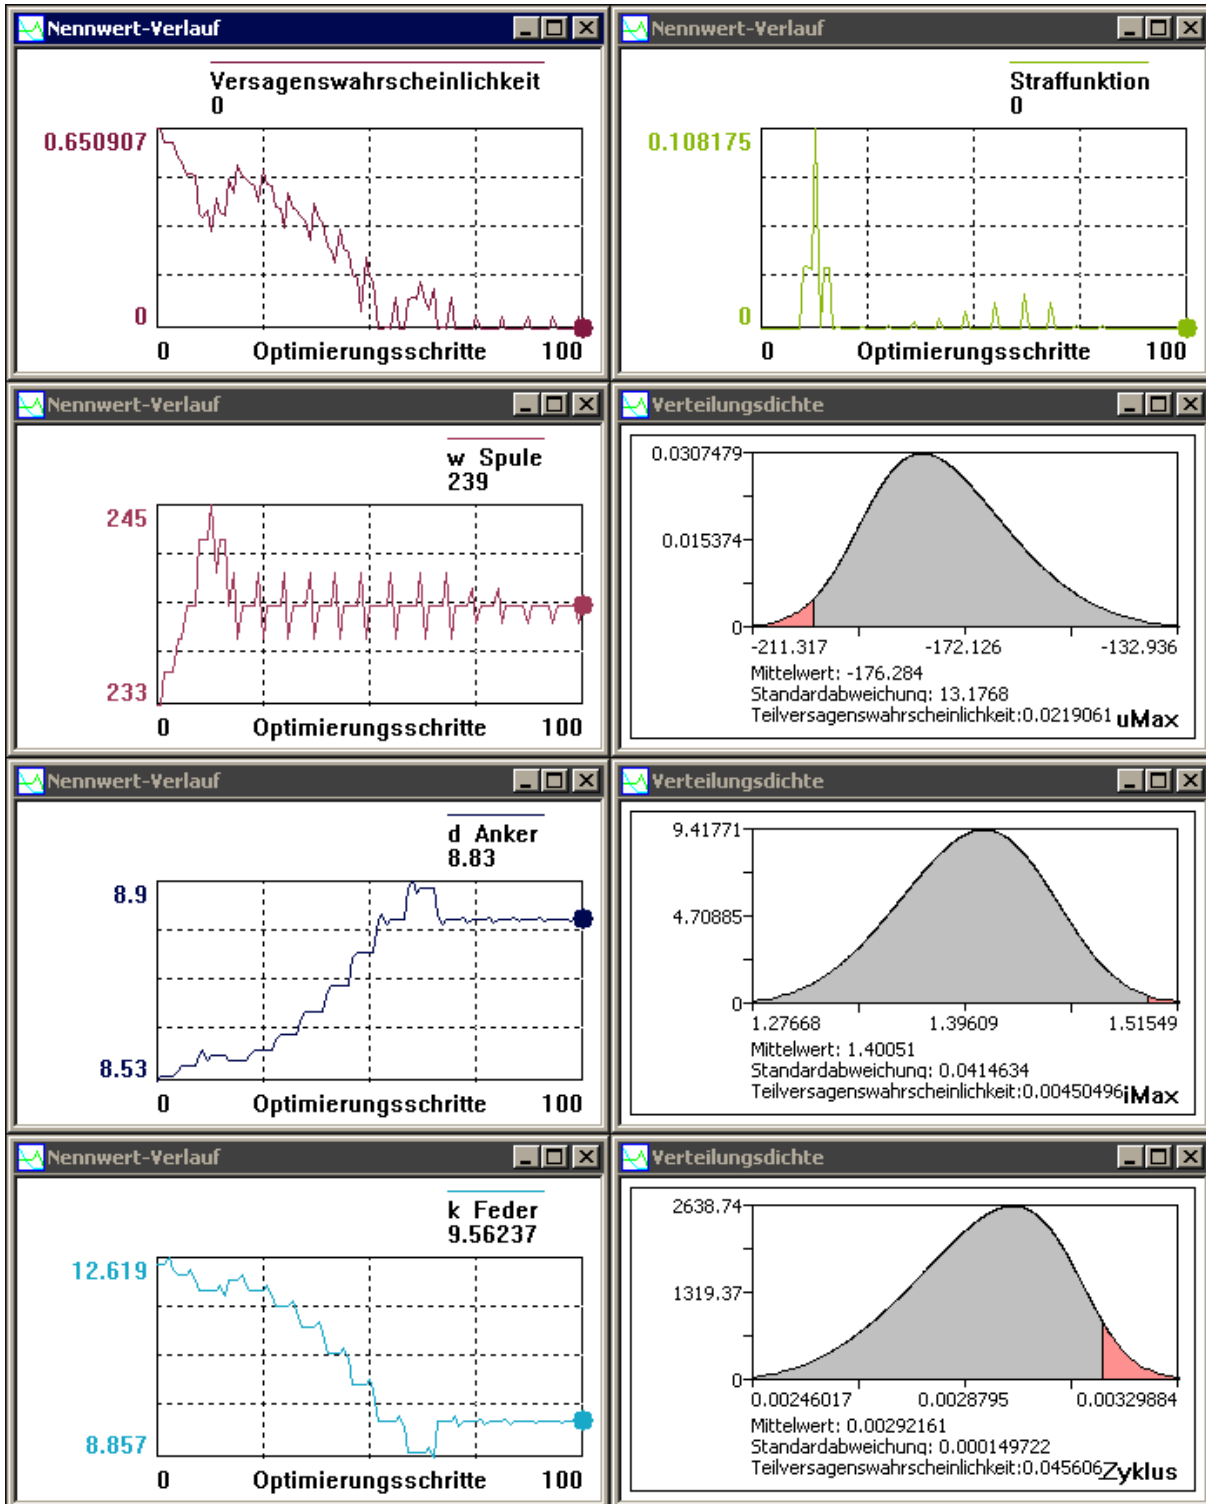 Nennwert-Verlauf
Versagenswahrscheinlichkeit
0
0.650907
0
0 Optimierungsschritte 100
Nennwert-Verlauf
Straffunktion
0
0.108175
0
0 Optimierungsschritte 100
Nennwert-Verlauf
w Spule
239
245
233
0 Optimierungsschritte 100
Verteilungsdichte
0.0307479
0.015374
0
-211.317 -172.126 -132.936
Mittelwert: -176.284
Standardabweichung: 13.1768
Teilversagenswahrscheinlichkeit:0.0219061 uMax
Nennwert-Verlauf
d Anker
8.83
8.9
8.53
0 Optimierungsschritte 100
Verteilungsdichte
9.41771
4.70885
0
1.27668 1.39609 1.51549
Mittelwert: 1.40051
Standardabweichung: 0.0414634
Teilversagenswahrscheinlichkeit:0.00450496 iMax
Nennwert-Verlauf
k Feder
9.56237
12.619
8.857
0 Optimierungsschritte 100
Verteilungsdichte
2638.74
1319.37
0
0.00246017 0.0028795 0.00329884
Mittelwert: 0.00292161
Standardabweichung: 0.000149722
Teilversagenswahrscheinlichkeit:0.045606 Zyklus